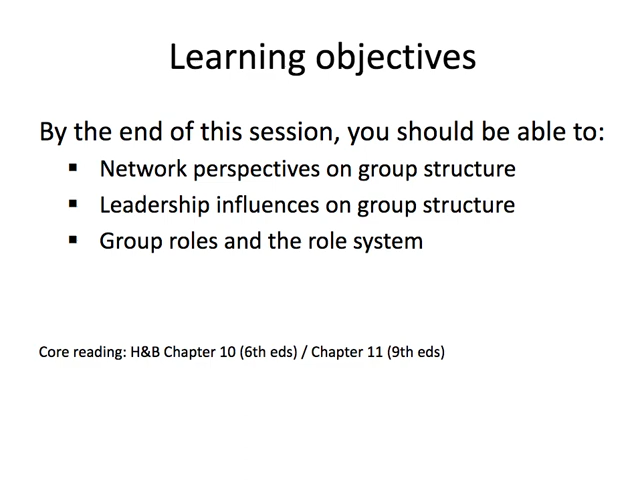 Learning objectives
By the end of this session, you should be able to:
▪ Network perspectives on group structure
▪ Leadership influences on group structure
▪ Group roles and the role system
Core reading: H&B Chapter 10 (6th eds) / Chapter 11 (9th eds)